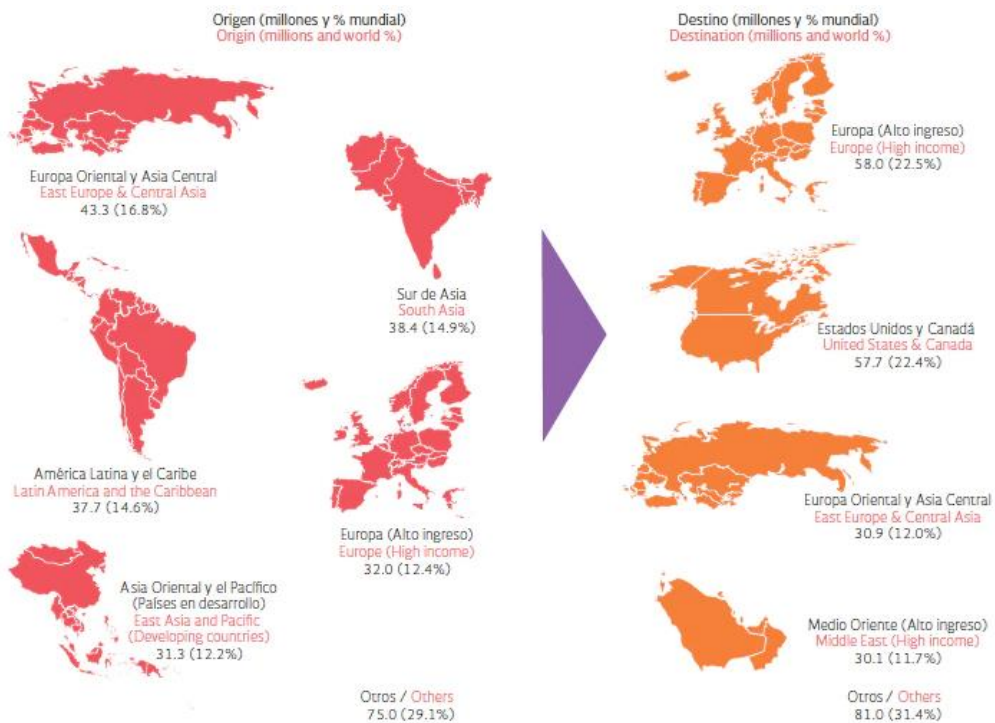 Origen (millones y % mundial)
Origin (millions and world %)
Europa Oriental y Asia Central
East Europe & Central Asia
43.3 (16.8%)
Sur de Asia
South Asia
38.4 (14.9%)
América Latina y el Caribe
Latin America and the Caribbean
37.7 (14.6%)
Europa (Alto ingreso)
Europe (High income)
32.0 (12.4%)
Asia Oriental y el Pacífico
(Países en desarrollo)
East Asia and Pacific
(Developing countries)
31.3 (12.2%)
Otros / Others
75.0 (29.1%)
Destino (millones y % mundial)
Destination (millions and world %)
Europa (Alto ingreso)
Europe (High income)
58.0 (22.5%)
Estados Unidos y Canadá
United States & Canada
57.7 (22.4%)
Europa Oriental y Asia Central
East Europe & Central Asia
30.9 (12.0%)
Medio Oriente (Alto ingreso)
Middle East (High income)
30.1 (11.7%)
Otros / Others
81.0 (31.4%)